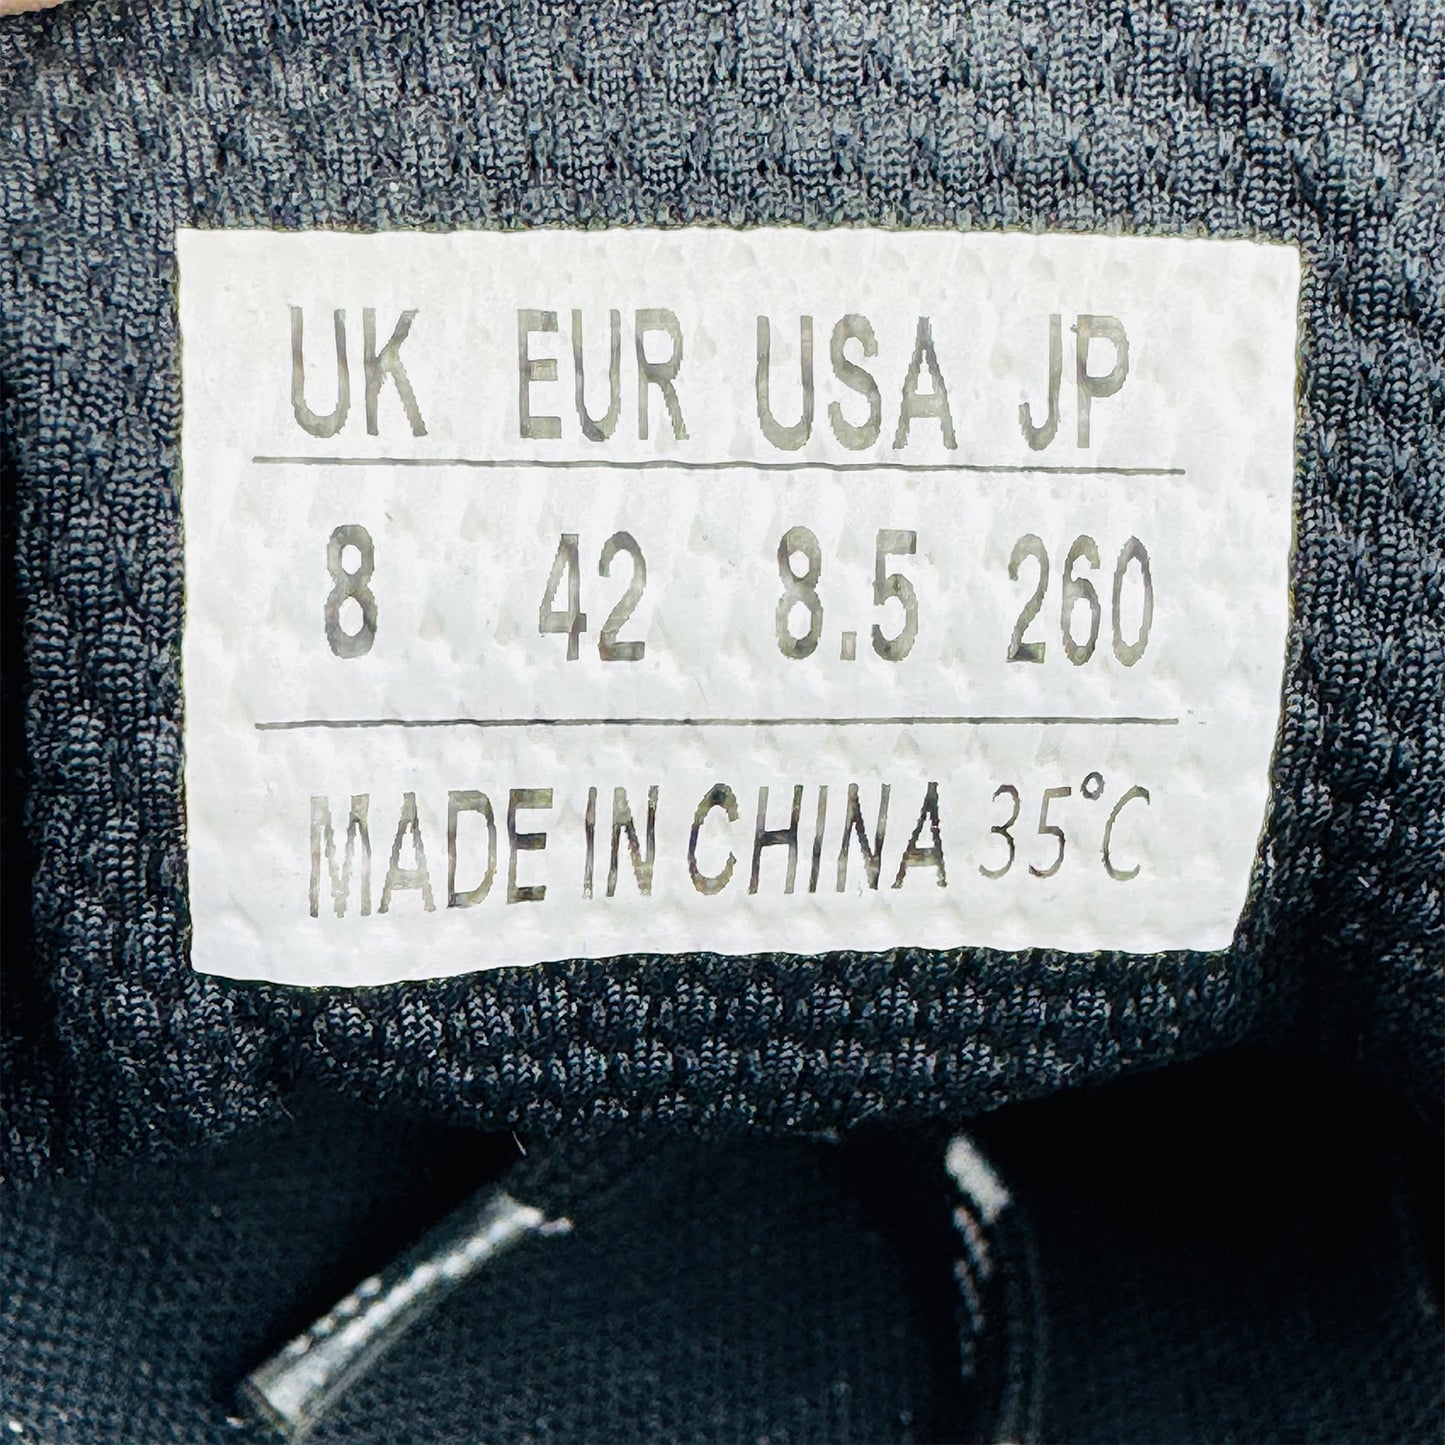 UK EUR USA JP
8 42 8.5 260
MADE IN CHINA 35°C